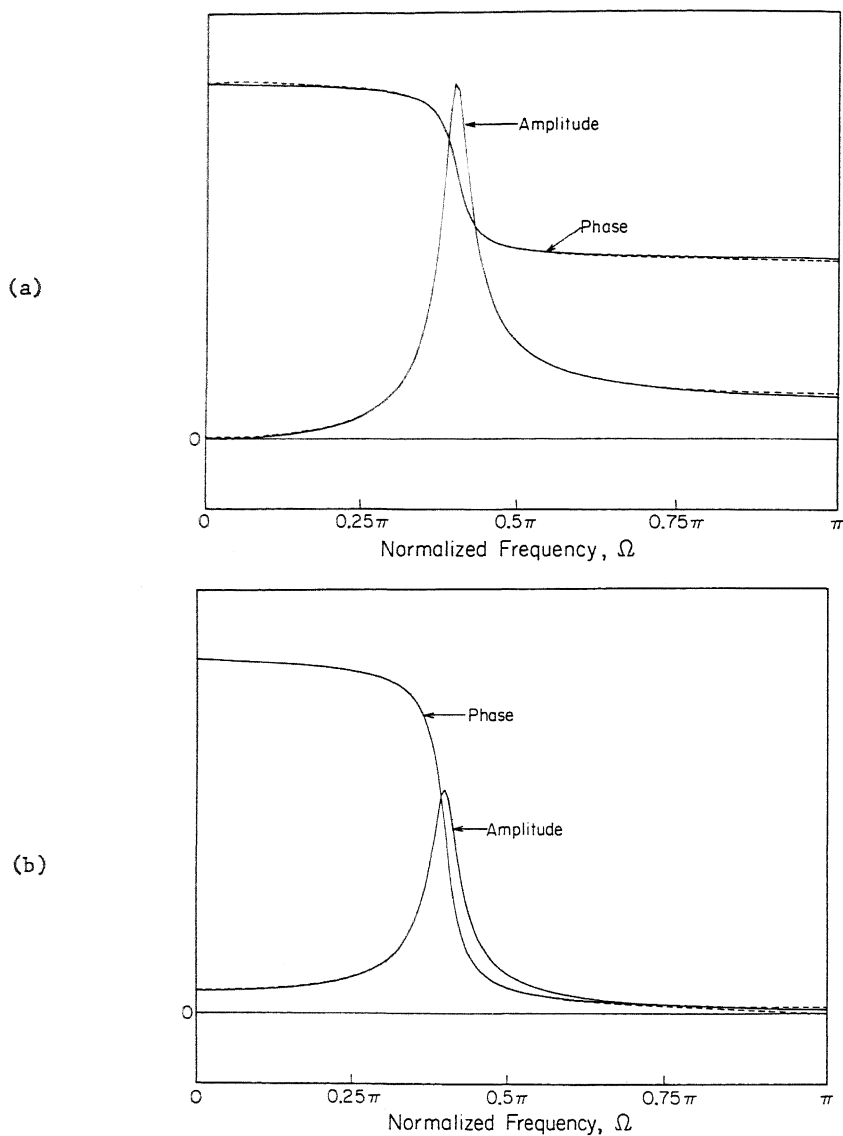 (a)
Amplitude
Phase
0
0 0.25π 0.5π 0.75π π
Normalized Frequency, Ω
(b)
Phase
Amplitude
0
0 0.25π 0.5π 0.75π π
Normalized Frequency, Ω